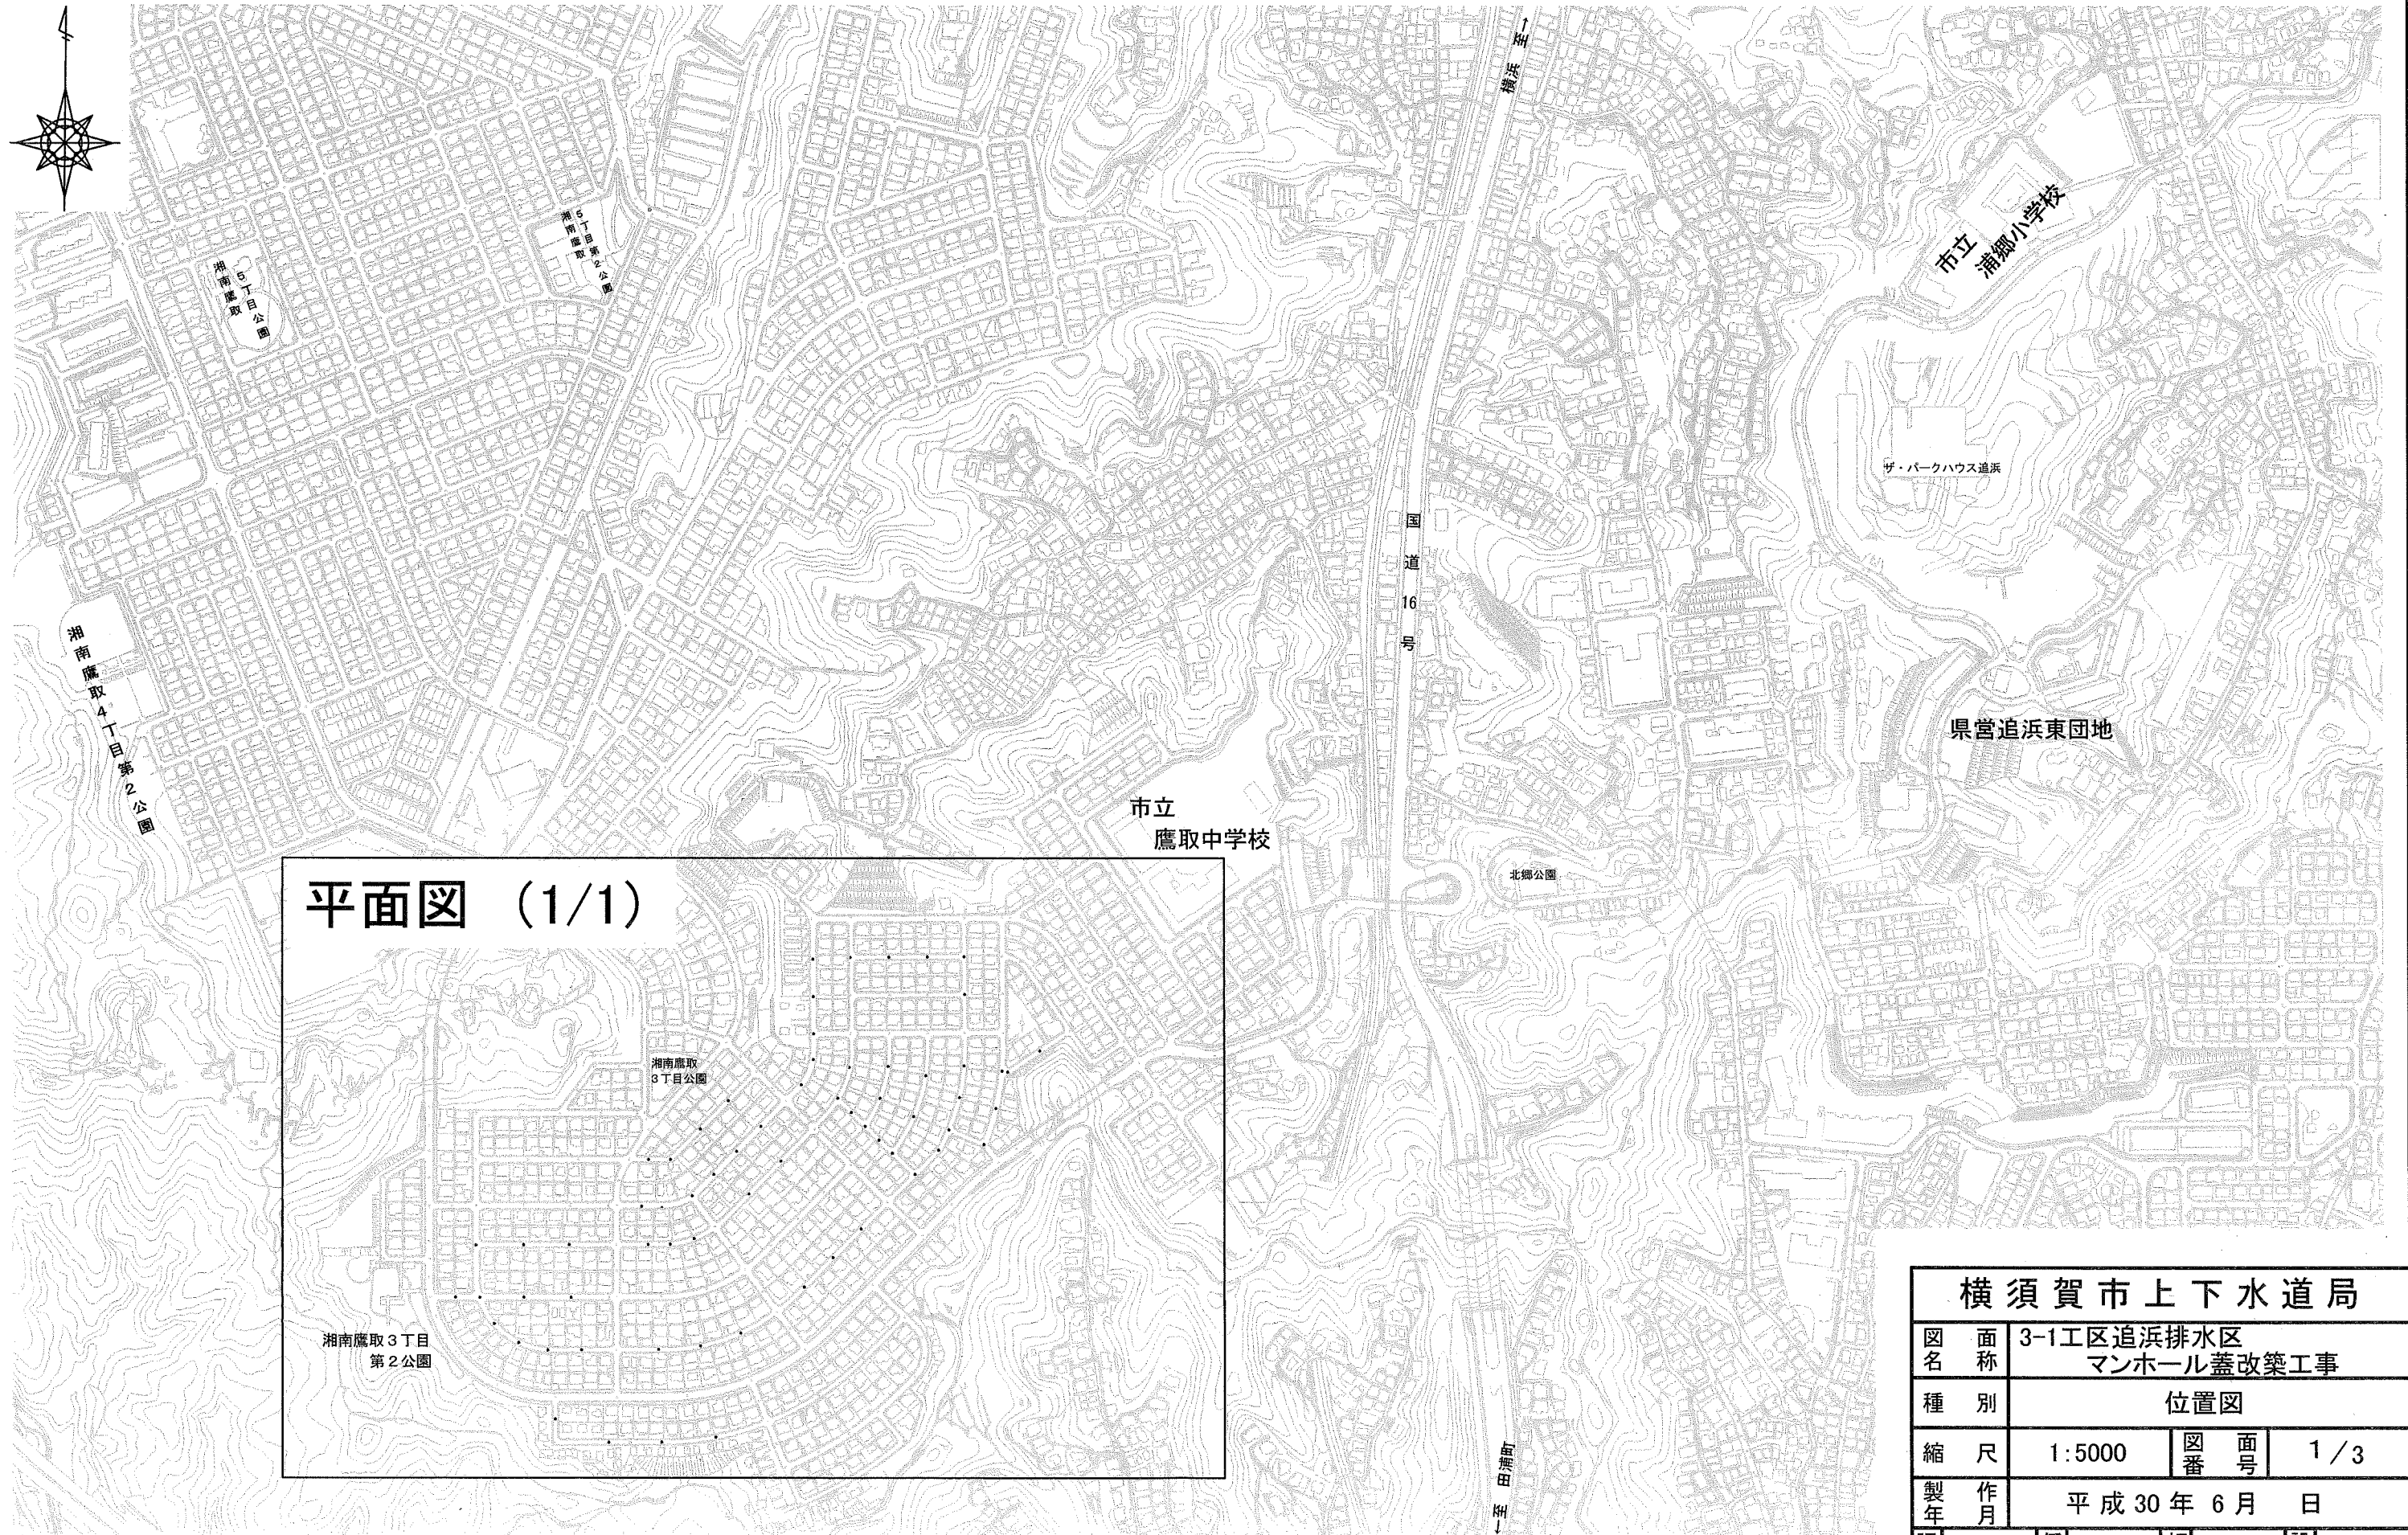 至 横浜
湘南鷹取
5丁目第2公園
湘南鷹取
5丁目公園
市立
浦郷小学校
ザ・パークハウス追浜
国道16号
湘南鷹取4丁目第2公園
県営追浜東団地
市立
鷹取中学校
北郷公園
平面図 (1/1)
湘南鷹取
3丁目公園
湘南鷹取3丁目
第2公園
←至 田浦町
横須賀市上下水道局
図面名称 3-1工区追浜排水区
マンホール蓋改築工事
種別 位置図
縮尺 1:5000 図面番号 1/3
製作年月 平成30年6月 日